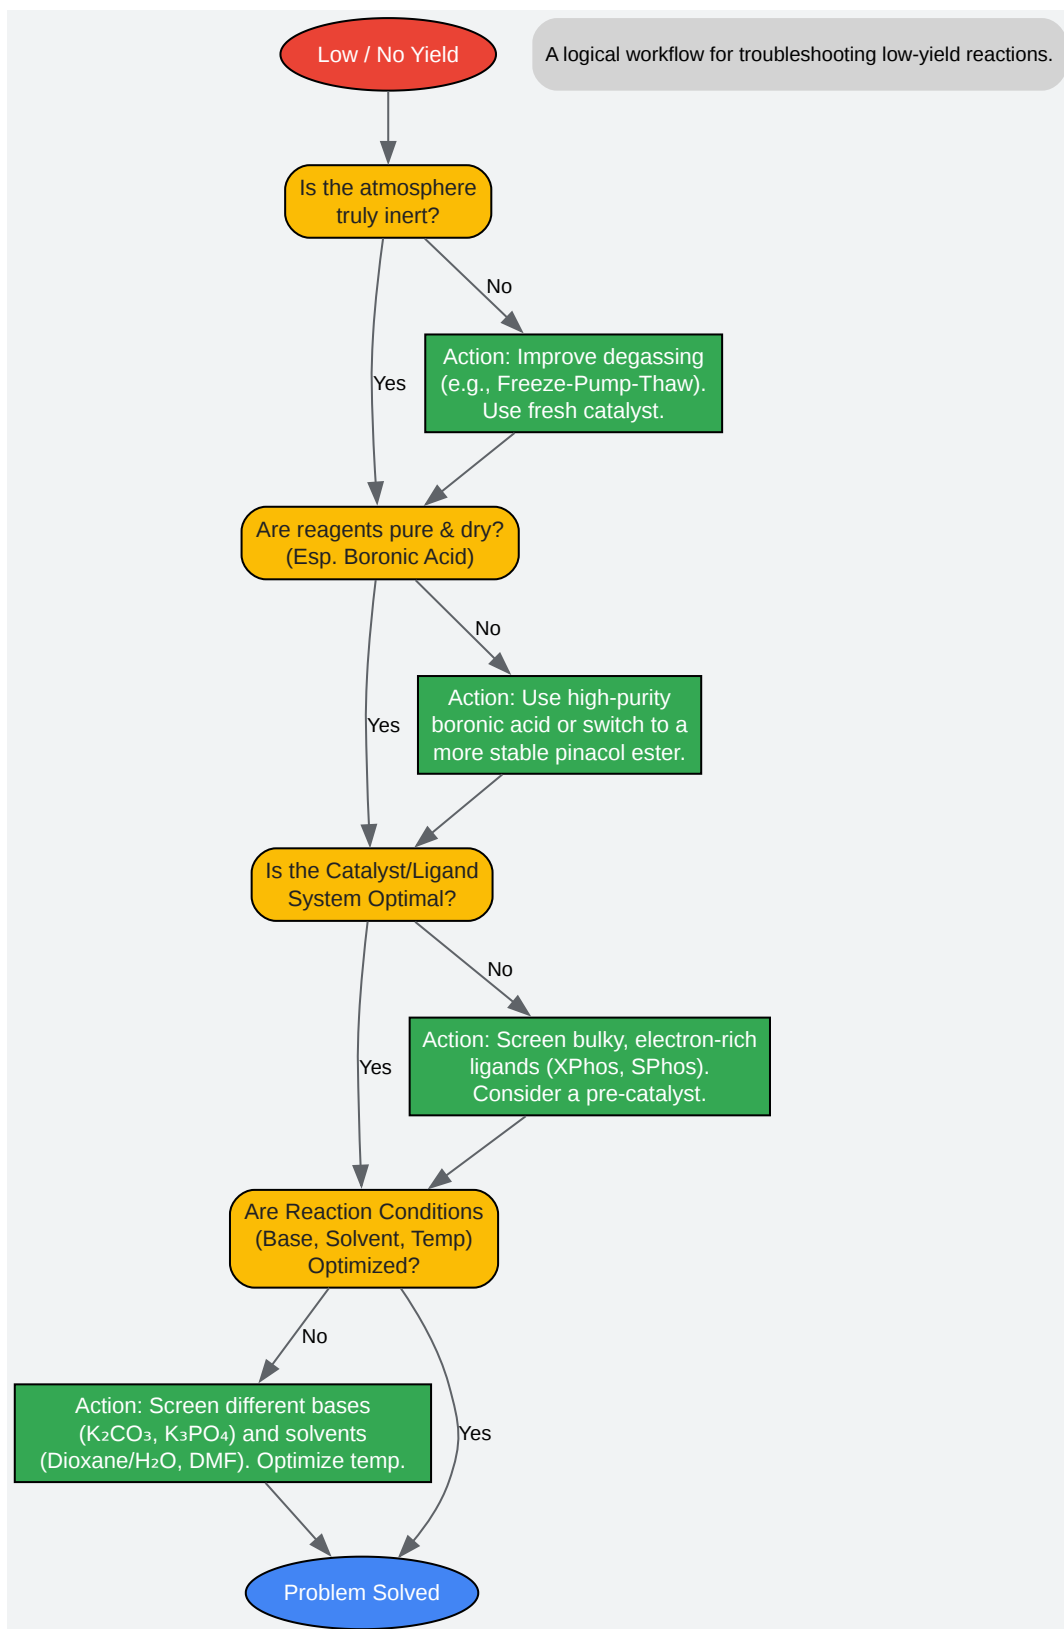 Low / No Yield
A logical workflow for troubleshooting low-yield reactions.
Is the atmosphere
truly inert?
No
Action: Improve degassing
(e.g., Freeze-Pump-Thaw).
Use fresh catalyst.
Yes
Are reagents pure & dry?
(Esp. Boronic Acid)
No
Action: Use high-purity
boronic acid or switch to a
more stable pinacol ester.
Yes
Is the Catalyst/Ligand
System Optimal?
No
Action: Screen bulky, electron-rich
ligands (XPhos, SPhos).
Consider a pre-catalyst.
Yes
Are Reaction Conditions
(Base, Solvent, Temp)
Optimized?
No
Action: Screen different bases
(K₂CO₃, K₃PO₄) and solvents
(Dioxane/H₂O, DMF). Optimize temp.
Yes
Problem Solved